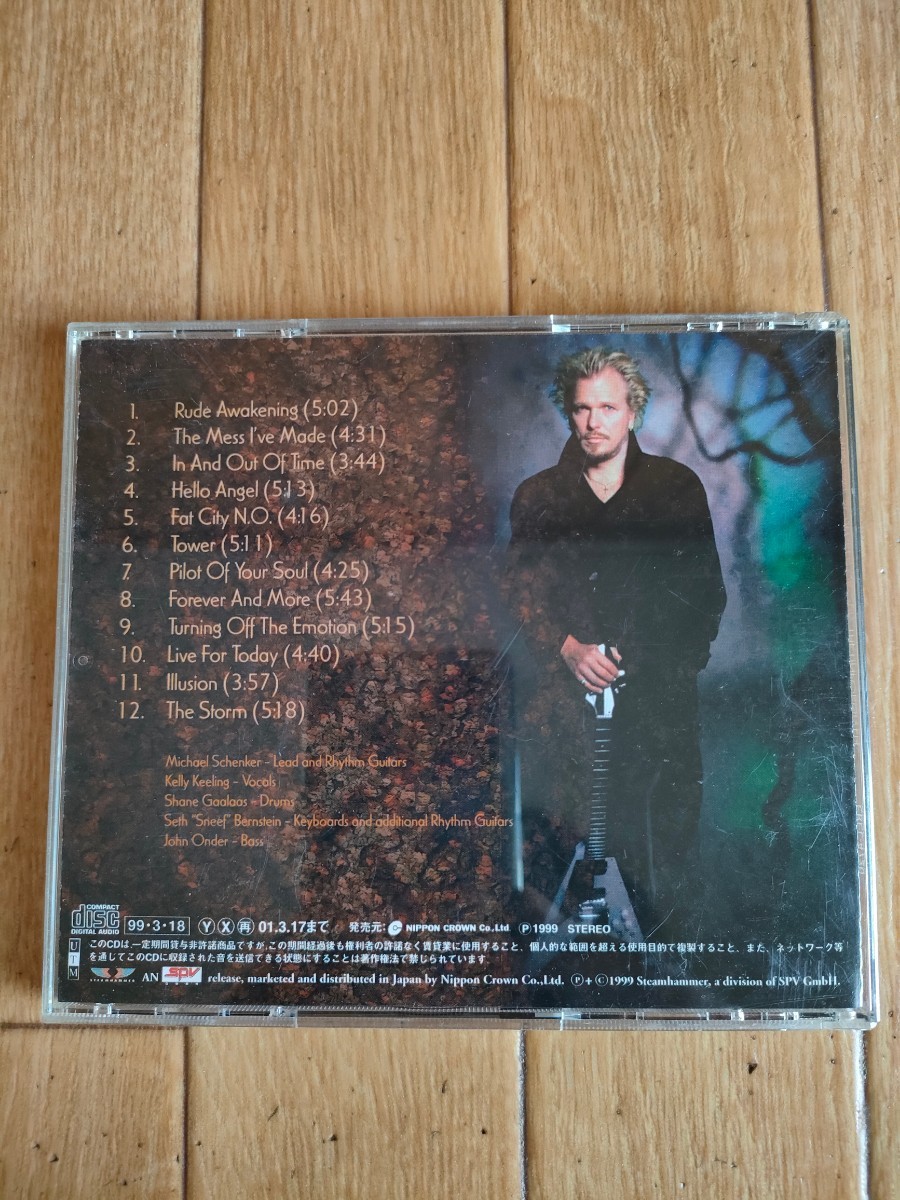 1. Rude Awakening (5:02)
2. The Mess I've Made (4:31)
3. In And Out Of Time (3:44)
4. Hello Angel (5:13)
5. Fat City N.O. (4:16)
6. Tower (5:11)
7. Pilot Of Your Soul (4:25)
8. Forever And More (5:43)
9. Turning Off The Emotion (5:15)
10. Live For Today (4:40)
11. Illusion (3:57)
12. The Storm (5:18)
Michael Schenker – Lead and Rhythm Guitars
Kelly Keeling – Vocals
Shane Gaalaas – Drums
Seth "Sneef" Bernstein – Keyboards and additional Rhythm Guitars
John Onder – Bass
COMPACT disc DIGITAL AUDIO 99・3・18 Ⓨ Ⓧ ㊢ 01.3.17まで 発売元: NIPPON CROWN Co.,Ltd. Ⓟ1999 STEREO
UTM このCDは、一定期間貸与非許諾商品ですが、この期間経過後も権利者の許諾なく賃貸業に使用すること、個人的な範囲を超える使用目的で複製すること、また、ネットワーク等
を通じてこのCDに収録された音を送信できる状態にすることは著作権法で禁じられています。
STEAMHAMMER AN SPV release, marketed and distributed in Japan by Nippon Crown Co.,Ltd. Ⓟ+©1999 Steamhammer, a division of SPV GmbH.